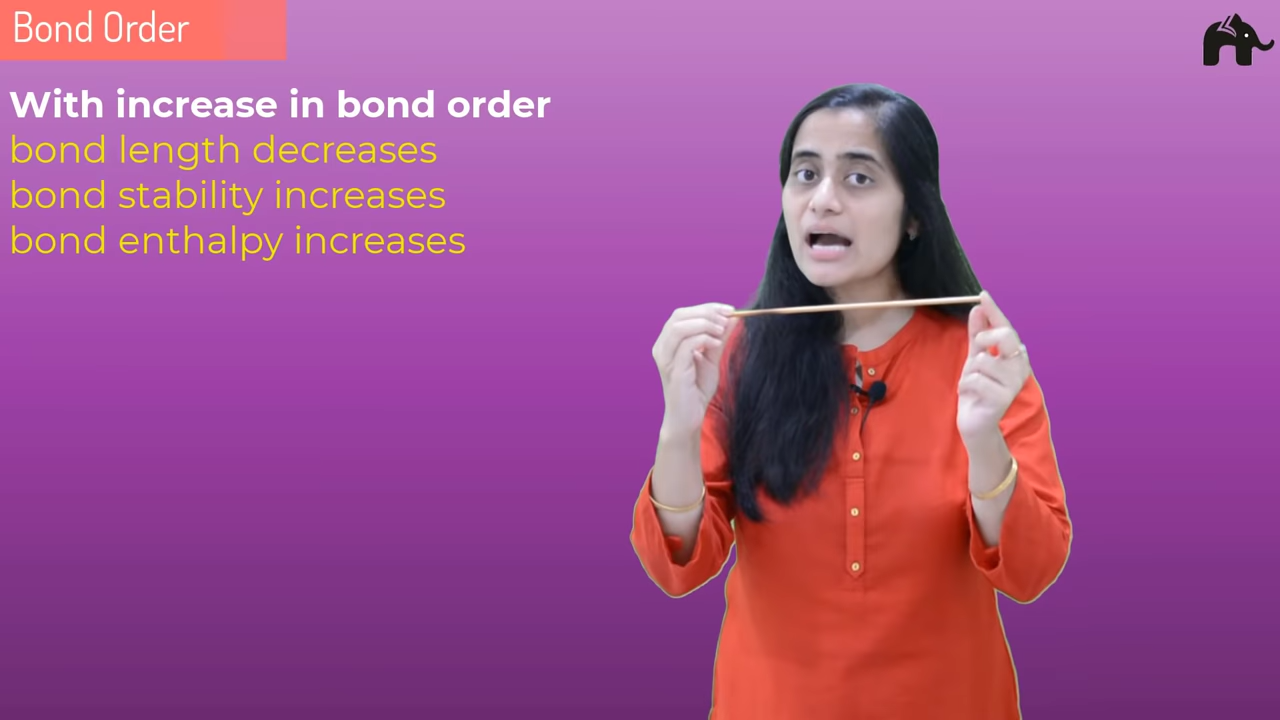 Bond Order
With increase in bond order
bond length decreases
bond stability increases
bond enthalpy increases